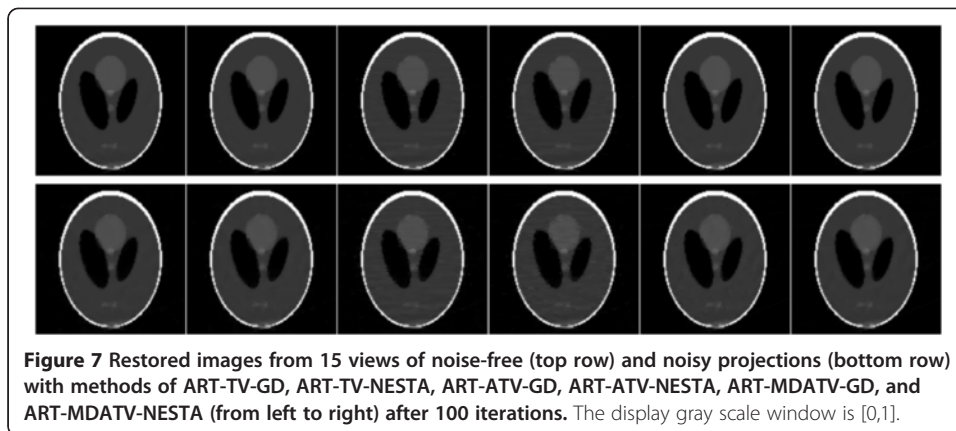 Figure 7 Restored images from 15 views of noise-free (top row) and noisy projections (bottom row)
with methods of ART-TV-GD, ART-TV-NESTA, ART-ATV-GD, ART-ATV-NESTA, ART-MDATV-GD, and
ART-MDATV-NESTA (from left to right) after 100 iterations. The display gray scale window is [0,1].